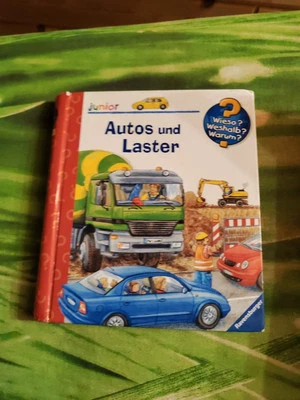 junior
Autos und
Laster
Wieso?
Weshalb?
Warum?
Ravensburger